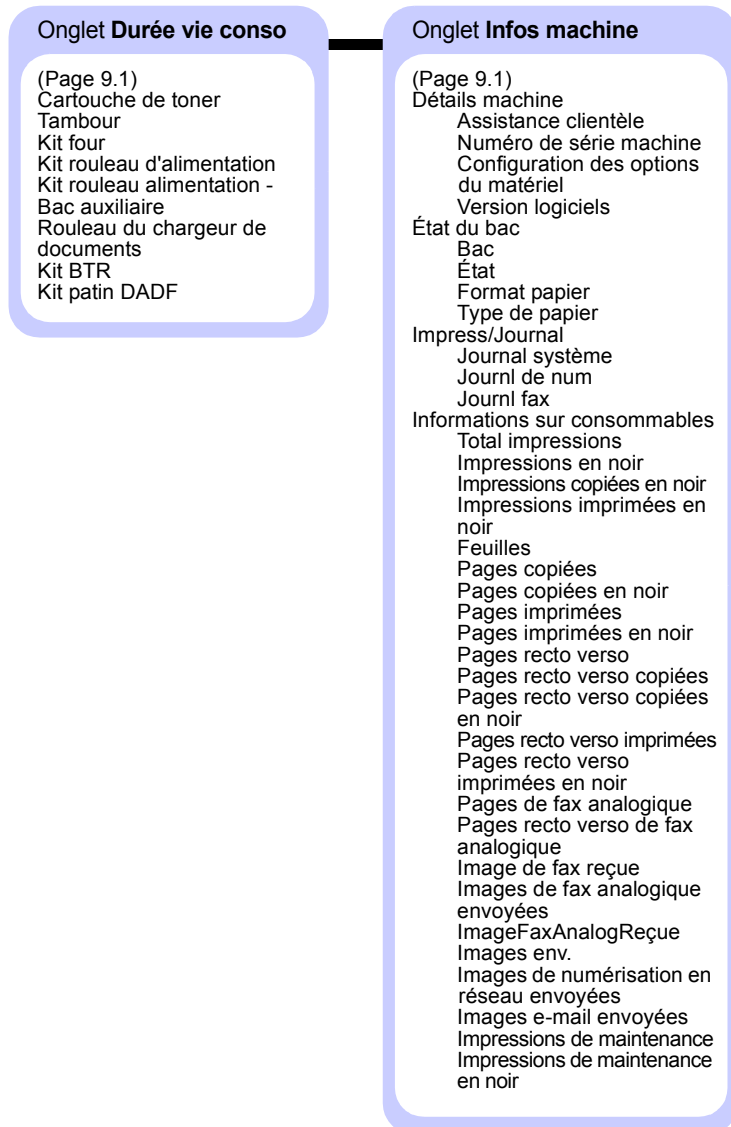 Onglet Durée vie conso
(Page 9.1)
Cartouche de toner
Tambour
Kit four
Kit rouleau d'alimentation
Kit rouleau alimentation -
Bac auxiliaire
Rouleau du chargeur de
documents
Kit BTR
Kit patin DADF
Onglet Infos machine
(Page 9.1)
Détails machine
Assistance clientèle
Numéro de série machine
Configuration des options
du matériel
Version logiciels
État du bac
Bac
État
Format papier
Type de papier
Impress/Journal
Journal système
Journl de num
Journl fax
Informations sur consommables
Total impressions
Impressions en noir
Impressions copiées en noir
Impressions imprimées en
noir
Feuilles
Pages copiées
Pages copiées en noir
Pages imprimées
Pages imprimées en noir
Pages recto verso
Pages recto verso copiées
Pages recto verso copiées
en noir
Pages recto verso imprimées
Pages recto verso
imprimées en noir
Pages de fax analogique
Pages recto verso de fax
analogique
Image de fax reçue
Images de fax analogique
envoyées
ImageFaxAnalogReçue
Images env.
Images de numérisation en
réseau envoyées
Images e-mail envoyées
Impressions de maintenance
Impressions de maintenance
en noir